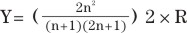 Y= ( 2n² / (n+1)(2n+1) ) 2 × R